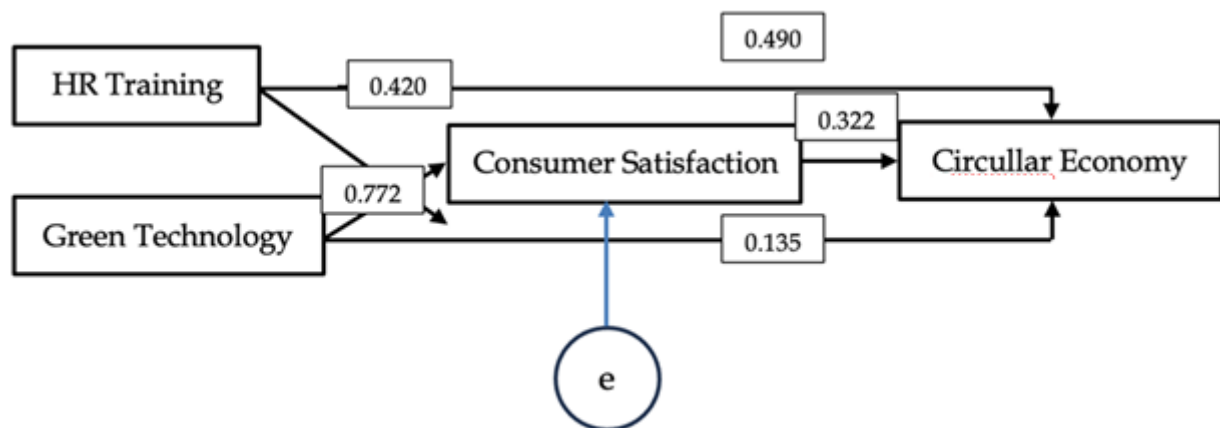 0.490
HR Training
0.420
0.322
Consumer Satisfaction
Circullar Economy
0.772
Green Technology
0.135
e